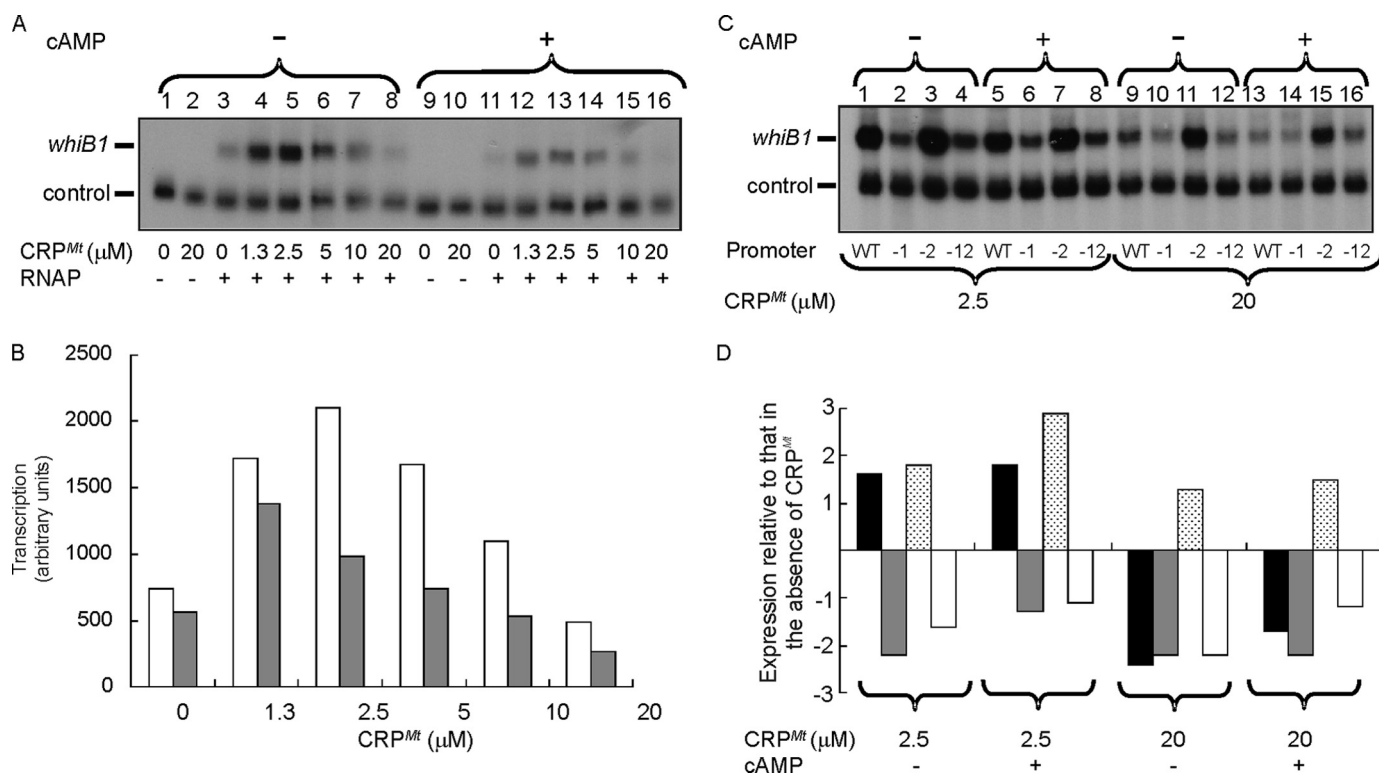 A
cAMP − +
1 2 3 4 5 6 7 8 9 10 11 12 13 14 15 16
whiB1
control
CRPMt (µM) 0 20 0 1.3 2.5 5 10 20 0 20 0 1.3 2.5 5 10 20
RNAP - - + + + + + + - - + + + + + +
B
2500
2000
1500
1000
500
0
Transcription
(arbitrary units)
0 1.3 2.5 5 10 20
CRPMt (µM)
C
cAMP − + − +
1 2 3 4 5 6 7 8 9 10 11 12 13 14 15 16
whiB1
control
Promoter WT -1 -2 -12 WT -1 -2 -12 WT -1 -2 -12 WT -1 -2 -12
CRPMt (µM) 2.5 20
D
3
2
1
-1
-2
-3
Expression relative to that in
the absence of CRPMt
CRPMt (µM) 2.5 2.5 20 20
cAMP - + - +